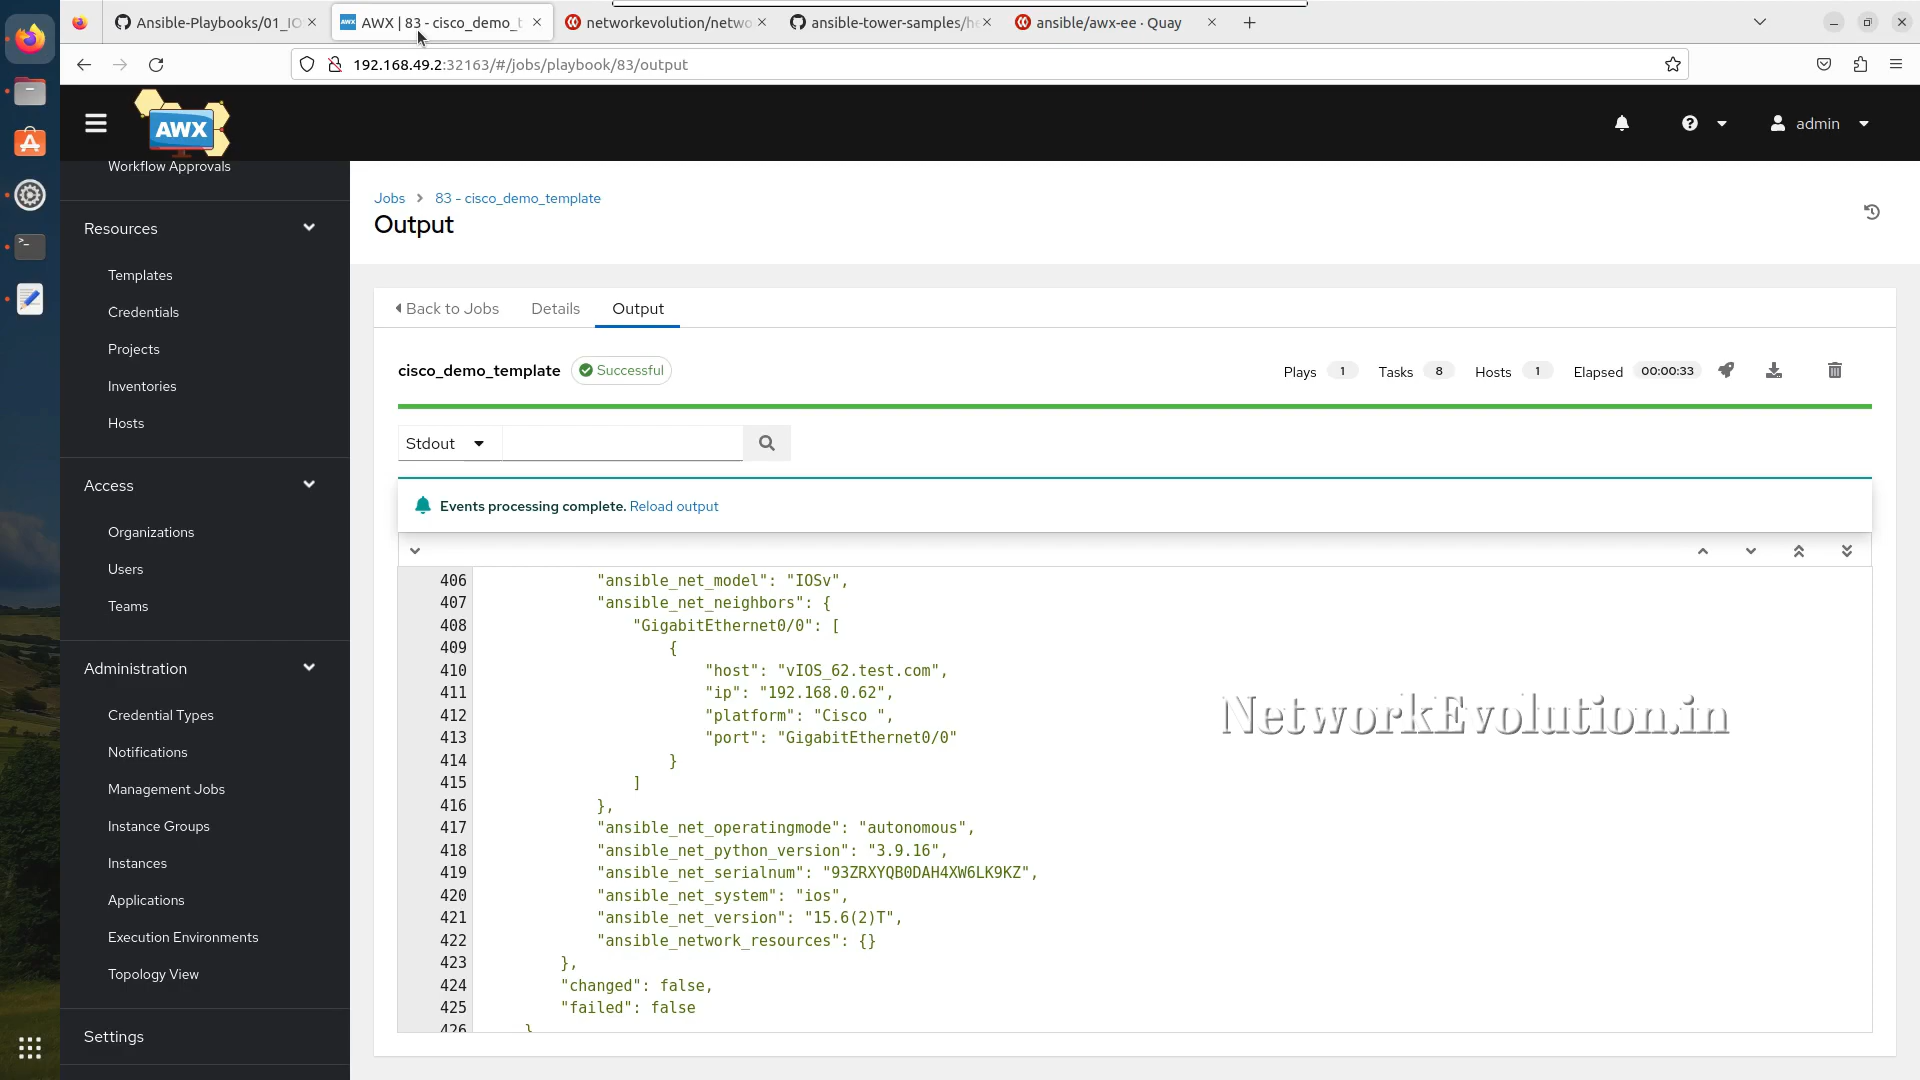 Ansible-Playbooks/01_IO
AWX | 83 - cisco_demo_t
networkevolution/netwo
ansible-tower-samples/he
ansible/awx-ee · Quay
192.168.49.2:32163/#/jobs/playbook/83/output
AWX
admin
Workflow Approvals
Resources
Templates
Credentials
Projects
Inventories
Hosts
Access
Organizations
Users
Teams
Administration
Credential Types
Notifications
Management Jobs
Instance Groups
Instances
Applications
Execution Environments
Topology View
Settings
Jobs > 83 - cisco_demo_template
Output
Back to Jobs Details Output
cisco_demo_template Successful Plays 1 Tasks 8 Hosts 1 Elapsed 00:00:33
Stdout
Events processing complete. Reload output
406 "ansible_net_model": "IOSv",
407 "ansible_net_neighbors": {
408 "GigabitEthernet0/0": [
409 {
410 "host": "vIOS_62.test.com",
411 "ip": "192.168.0.62",
412 "platform": "Cisco ",
413 "port": "GigabitEthernet0/0"
414 }
415 ]
416 },
417 "ansible_net_operatingmode": "autonomous",
418 "ansible_net_python_version": "3.9.16",
419 "ansible_net_serialnum": "93ZRXYQB0DAH4XW6LK9KZ",
420 "ansible_net_system": "ios",
421 "ansible_net_version": "15.6(2)T",
422 "ansible_network_resources": {}
423 },
424 "changed": false,
425 "failed": false
426 }
NetworkEvolution.in